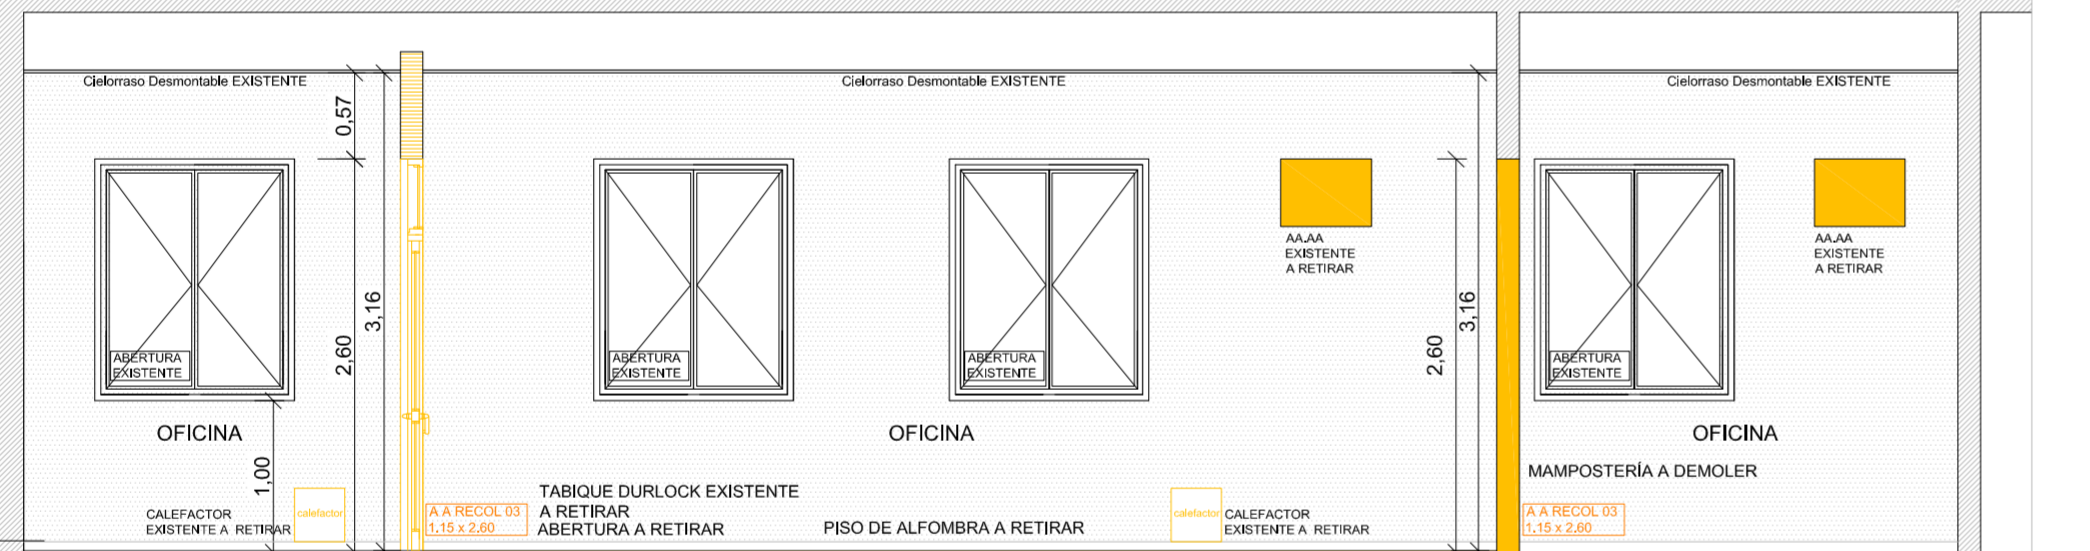 Cielorraso Desmontable EXISTENTE
Cielorraso Desmontable EXISTENTE
Cielorraso Desmontable EXISTENTE
0,57
AA.AA
EXISTENTE
A RETIRAR
AA.AA
EXISTENTE
A RETIRAR
3,16
2,60
3,16
2,60
ABERTURA
EXISTENTE
ABERTURA
EXISTENTE
ABERTURA
EXISTENTE
ABERTURA
EXISTENTE
OFICINA
OFICINA
OFICINA
1,00
MAMPOSTERÍA A DEMOLER
CALEFACTOR
EXISTENTE A RETIRAR
calefactor
A A RECOL 03
1.15 x 2.60
TABIQUE DURLOCK EXISTENTE
A RETIRAR
ABERTURA A RETIRAR
PISO DE ALFOMBRA A RETIRAR
calefactor
CALEFACTOR
EXISTENTE A RETIRAR
A A RECOL 03
1.15 x 2.60